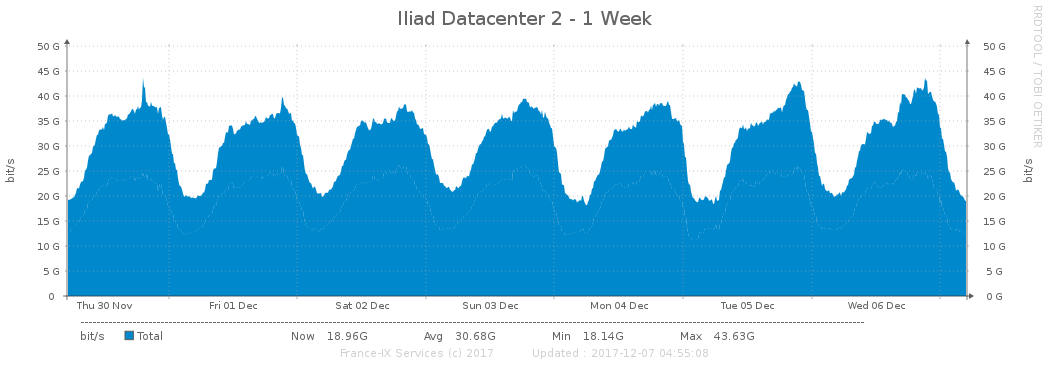 Iliad Datacenter 2 - 1 Week
RRDTOOL / TOBI OETIKER
bit/s
50 G
45 G
40 G
35 G
30 G
25 G
20 G
15 G
10 G
5 G
0
50 G
45 G
40 G
35 G
30 G
25 G
20 G
15 G
10 G
5 G
0 G
bit/s
Thu 30 Nov Fri 01 Dec Sat 02 Dec Sun 03 Dec Mon 04 Dec Tue 05 Dec Wed 06 Dec
bit/s Total Now 18.96G Avg 30.68G Min 18.14G Max 43.63G
France-IX Services (c) 2017 Updated : 2017-12-07 04:55:08